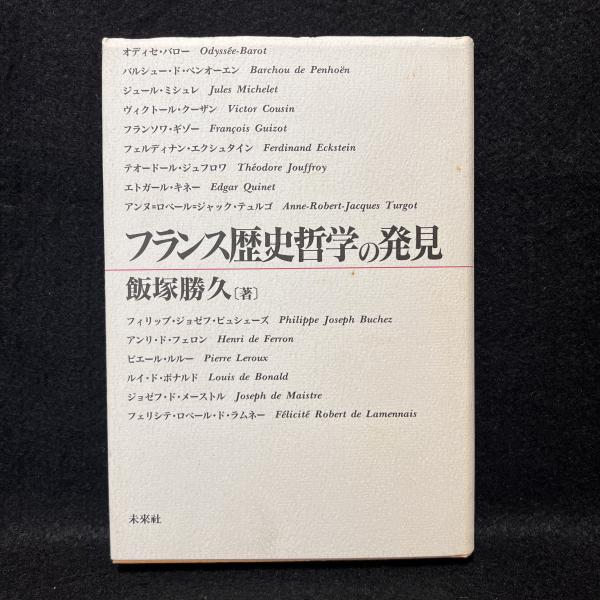 オディセ・バロー Odyssée-Barot
バルシュー・ド・ペンオーエン Barchou de Penhoën
ジュール・ミシュレ Jules Michelet
ヴィクトール・クーザン Victor Cousin
フランソワ・ギゾー François Guizot
フェルディナン・エクシュタイン Ferdinand Eckstein
テオードール・ジュフロワ Théodore Jouffroy
エトガール・キネー Edgar Quinet
アンヌ=ロベール=ジャック・テュルゴ Anne-Robert-Jacques Turgot
フランス歴史哲学の発見
飯塚勝久〔著〕
フィリップ・ジョゼフ・ビュシェーズ Philippe Joseph Buchez
アンリ・ド・フェロン Henri de Ferron
ピエール・ルルー Pierre Leroux
ルイ・ド・ボナルド Louis de Bonald
ジョゼフ・ド・メーストル Joseph de Maistre
フェリシテ・ロベール・ド・ラムネー Félicité Robert de Lamennais
未來社